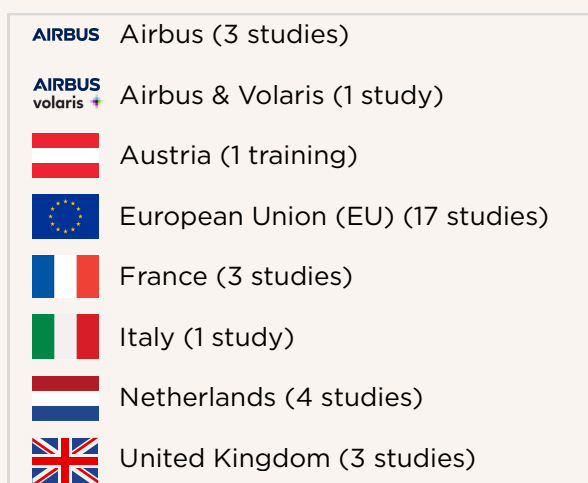 AIRBUS Airbus (3 studies)
AIRBUS
volaris Airbus & Volaris (1 study)
Austria (1 training)
European Union (EU) (17 studies)
France (3 studies)
Italy (1 study)
Netherlands (4 studies)
United Kingdom (3 studies)